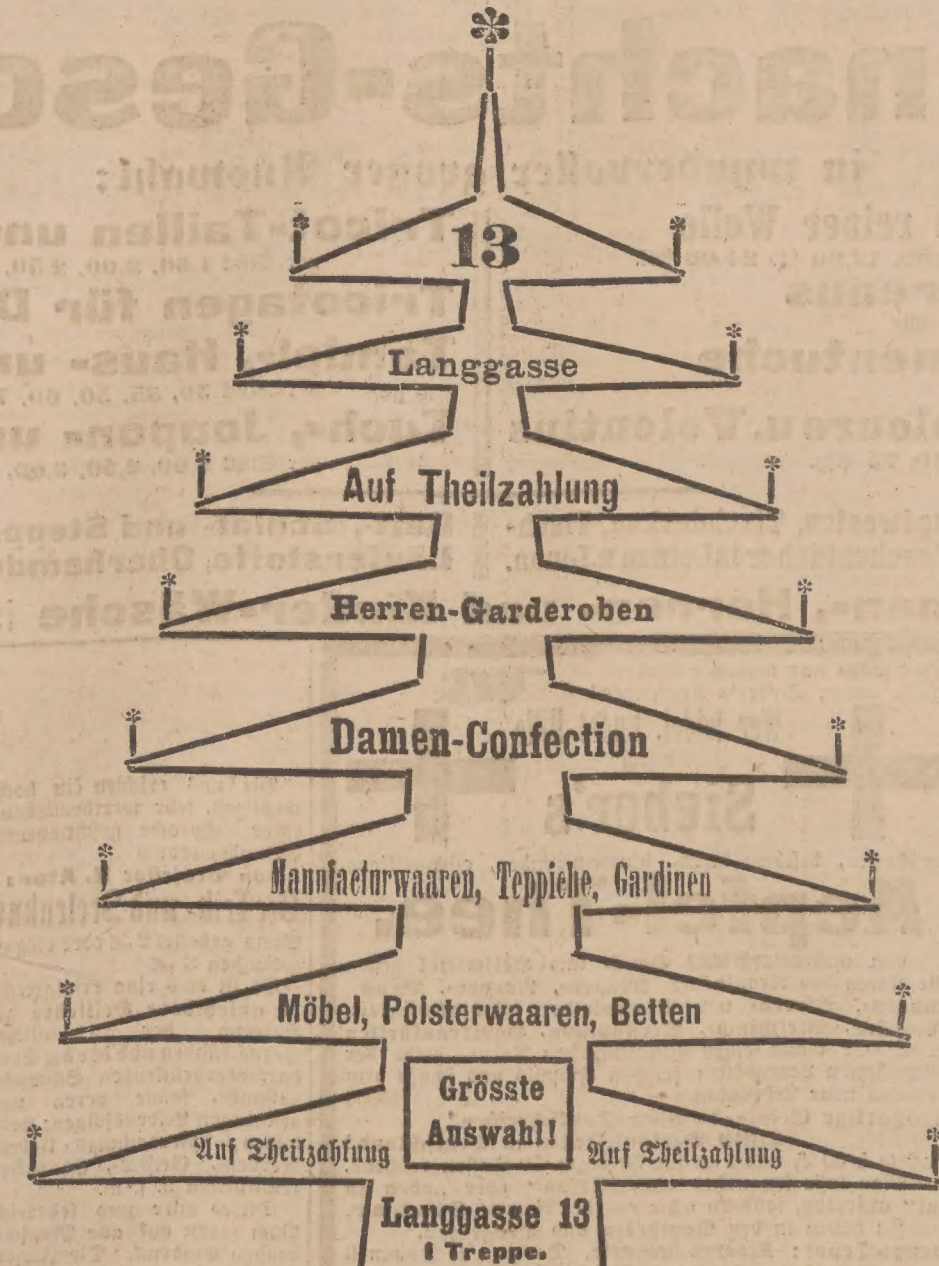 13
Langgasse
Auf Theilzahlung
Herren-Garderoben
Damen-Confection
Manufacturwaaren, Teppiche, Gardinen
Möbel, Polsterwaaren, Betten
Grösste
Auswahl!
Auf Theilzahlung Auf Theilzahlung
Langgasse 13
1 Treppe.